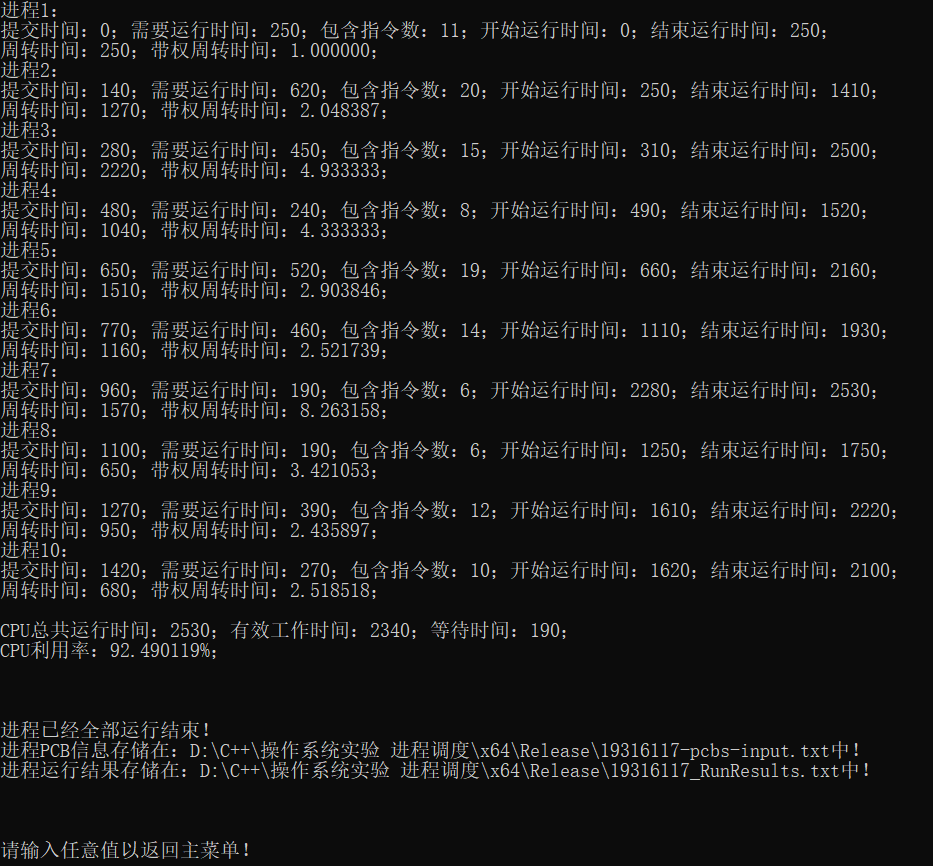 进程1:
提交时间: 0; 需要运行时间: 250; 包含指令数: 11; 开始运行时间: 0; 结束运行时间: 250;
周转时间: 250; 带权周转时间: 1.000000;
进程2:
提交时间: 140; 需要运行时间: 620; 包含指令数: 20; 开始运行时间: 250; 结束运行时间: 1410;
周转时间: 1270; 带权周转时间: 2.048387;
进程3:
提交时间: 280; 需要运行时间: 450; 包含指令数: 15; 开始运行时间: 310; 结束运行时间: 2500;
周转时间: 2220; 带权周转时间: 4.933333;
进程4:
提交时间: 480; 需要运行时间: 240; 包含指令数: 8; 开始运行时间: 490; 结束运行时间: 1520;
周转时间: 1040; 带权周转时间: 4.333333;
进程5:
提交时间: 650; 需要运行时间: 520; 包含指令数: 19; 开始运行时间: 660; 结束运行时间: 2160;
周转时间: 1510; 带权周转时间: 2.903846;
进程6:
提交时间: 770; 需要运行时间: 460; 包含指令数: 14; 开始运行时间: 1110; 结束运行时间: 1930;
周转时间: 1160; 带权周转时间: 2.521739;
进程7:
提交时间: 960; 需要运行时间: 190; 包含指令数: 6; 开始运行时间: 2280; 结束运行时间: 2530;
周转时间: 1570; 带权周转时间: 8.263158;
进程8:
提交时间: 1100; 需要运行时间: 190; 包含指令数: 6; 开始运行时间: 1250; 结束运行时间: 1750;
周转时间: 650; 带权周转时间: 3.421053;
进程9:
提交时间: 1270; 需要运行时间: 390; 包含指令数: 12; 开始运行时间: 1610; 结束运行时间: 2220;
周转时间: 950; 带权周转时间: 2.435897;
进程10:
提交时间: 1420; 需要运行时间: 270; 包含指令数: 10; 开始运行时间: 1620; 结束运行时间: 2100;
周转时间: 680; 带权周转时间: 2.518518;
CPU总共运行时间: 2530; 有效工作时间: 2340; 等待时间: 190;
CPU利用率: 92.490119%;
进程已经全部运行结束!
进程PCB信息存储在: D:\C++\操作系统实验 进程调度\x64\Release\19316117-pcbs-input.txt中!
进程运行结果存储在: D:\C++\操作系统实验 进程调度\x64\Release\19316117_RunResults.txt中!
请输入任意值以返回主菜单!